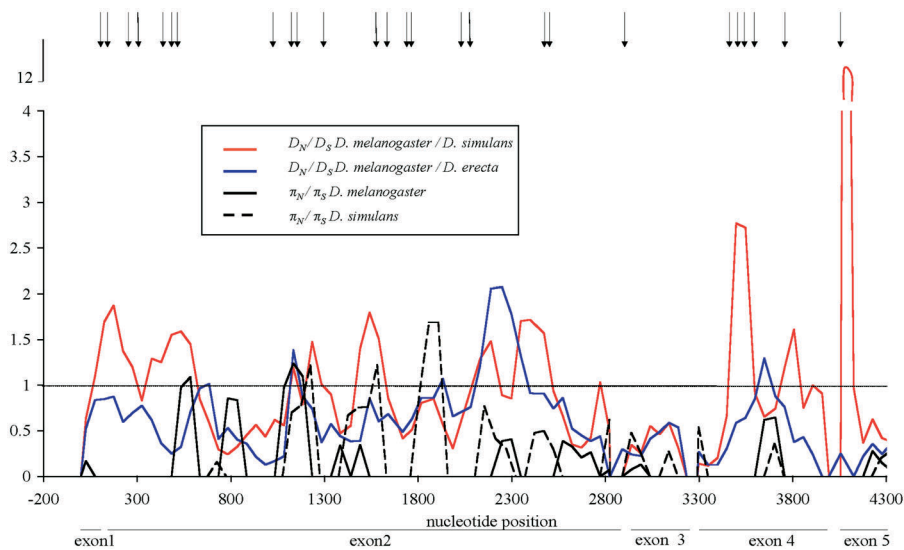 12
4
3.5
3
2.5
2
1.5
1
0.5
0
D_N/D_S D. melanogaster / D. simulans
D_N/D_S D. melanogaster / D. erecta
π_N/π_S D. melanogaster
π_N/π_S D. simulans
-200 300 800 1300 1800 2300 2800 3300 3800 4300
nucleotide position
exon1 exon2 exon 3 exon 4 exon 5